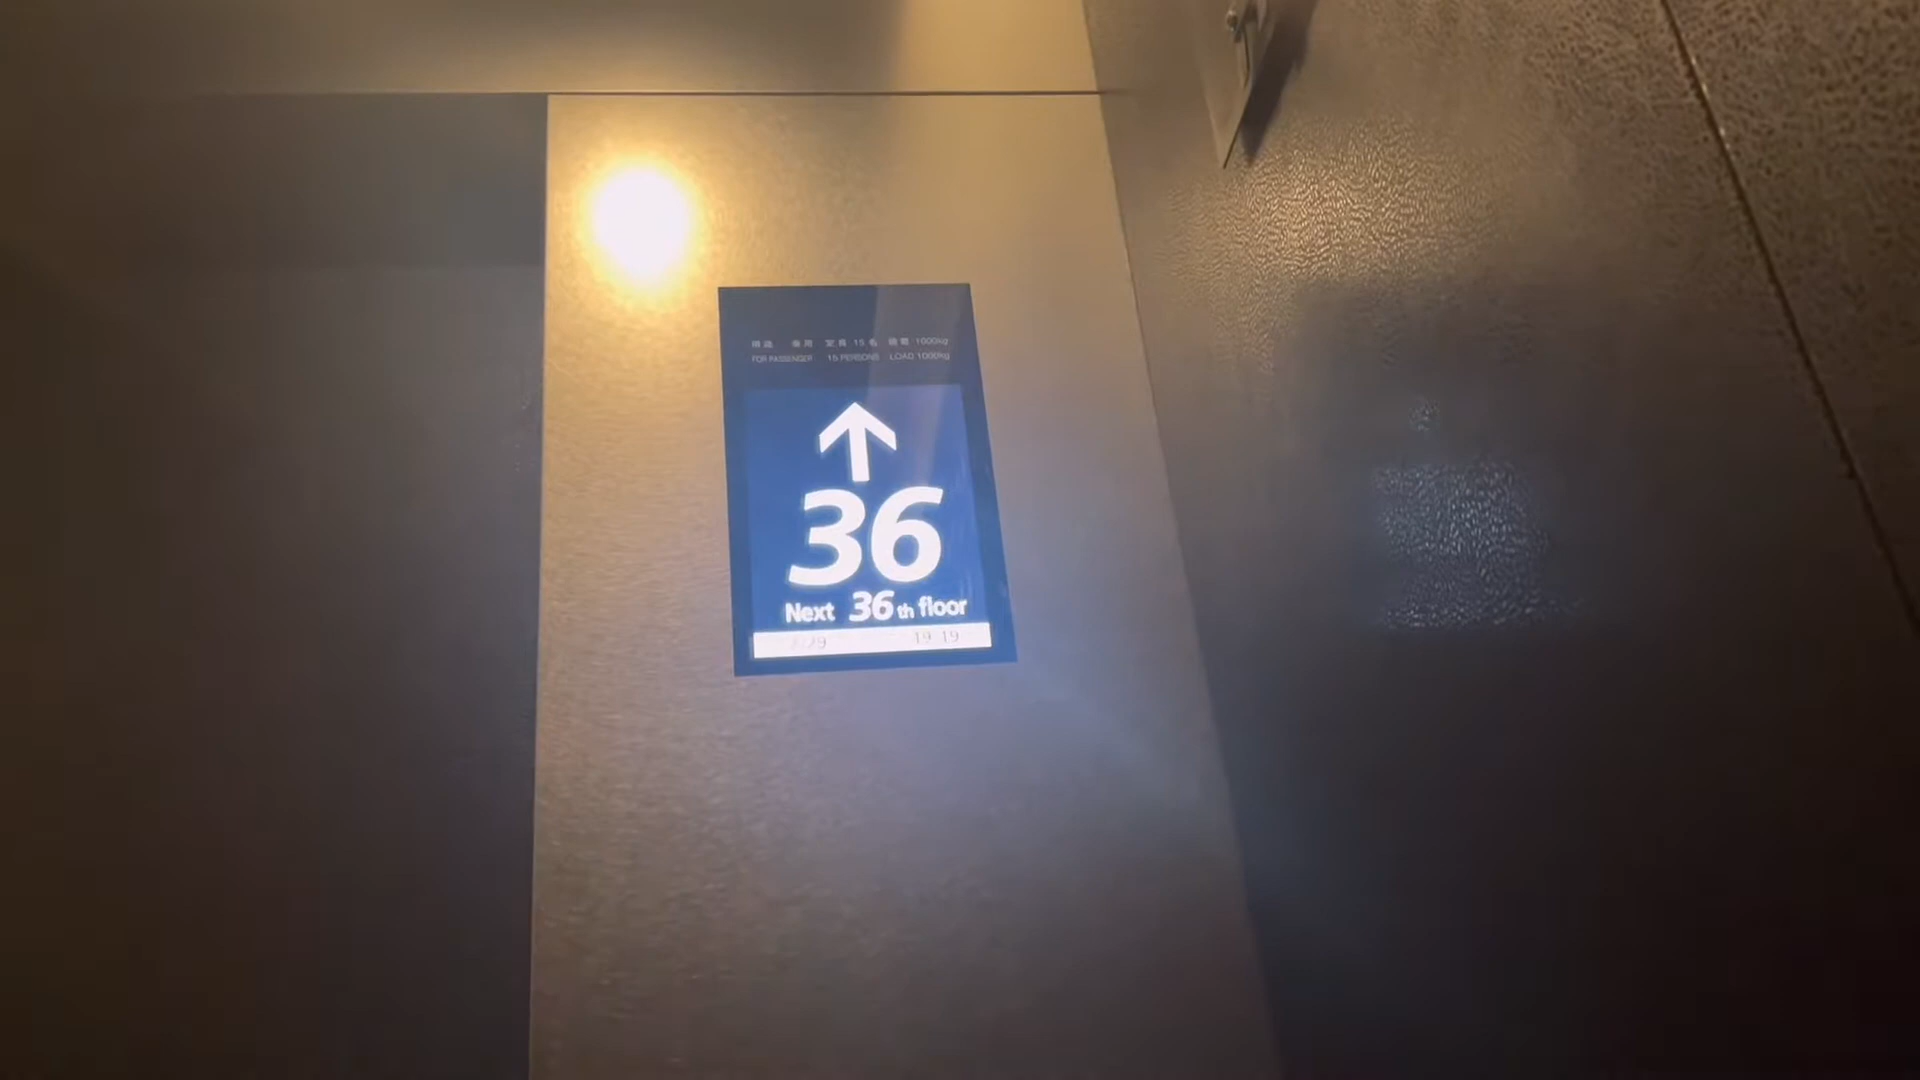 用途 乗用 定員 15 名 積載 1000kg
FOR PASSENGER 15 PERSONS LOAD 1000kg
36
Next 36 th floor
19 19